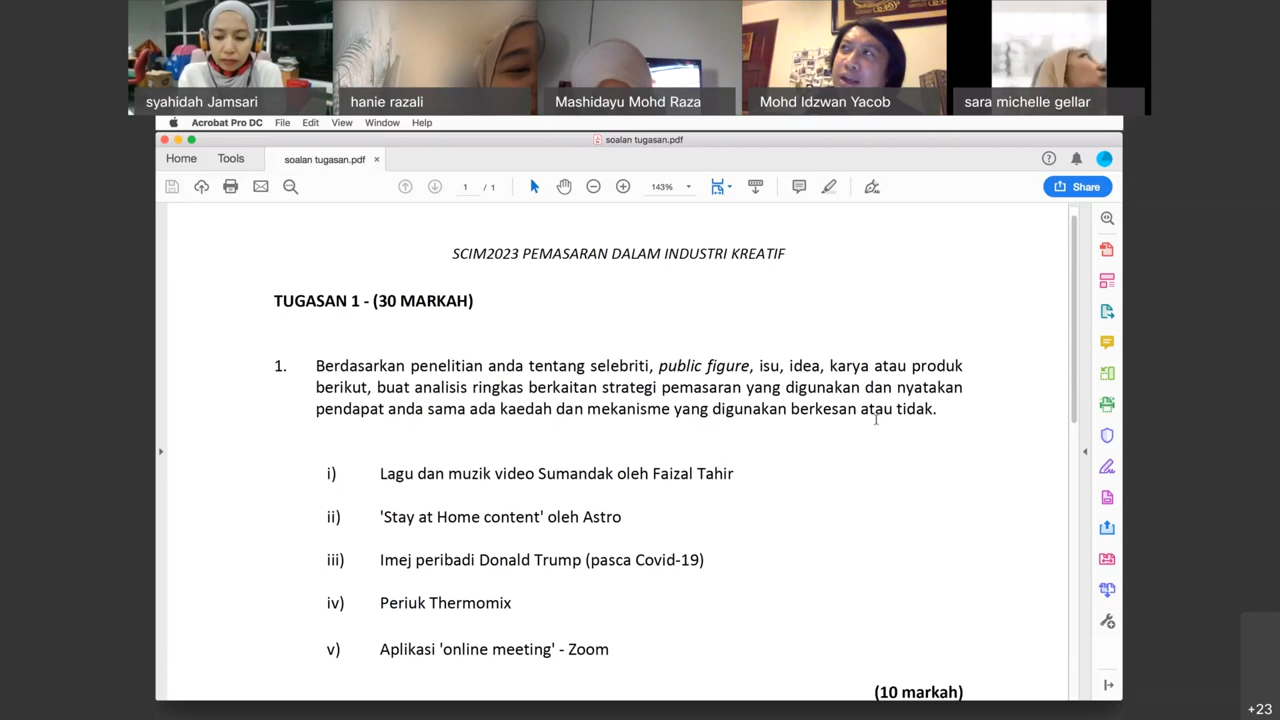 syahidah Jamsari
hanie razali
Mashidayu Mohd Raza
Mohd Idzwan Yacob
sara michelle gellar
Acrobat Pro DC File Edit View Window Help
soalan tugasan.pdf
Home Tools soalan tugasan.pdf ×
1 / 1 143% Share
SCIM2023 PEMASARAN DALAM INDUSTRI KREATIF
TUGASAN 1 - (30 MARKAH)
1. Berdasarkan penelitian anda tentang selebriti, public figure, isu, idea, karya atau produk
berikut, buat analisis ringkas berkaitan strategi pemasaran yang digunakan dan nyatakan
pendapat anda sama ada kaedah dan mekanisme yang digunakan berkesan atau tidak.
i) Lagu dan muzik video Sumandak oleh Faizal Tahir
ii) 'Stay at Home content' oleh Astro
iii) Imej peribadi Donald Trump (pasca Covid-19)
iv) Periuk Thermomix
v) Aplikasi 'online meeting' - Zoom
(10 markah)
+23